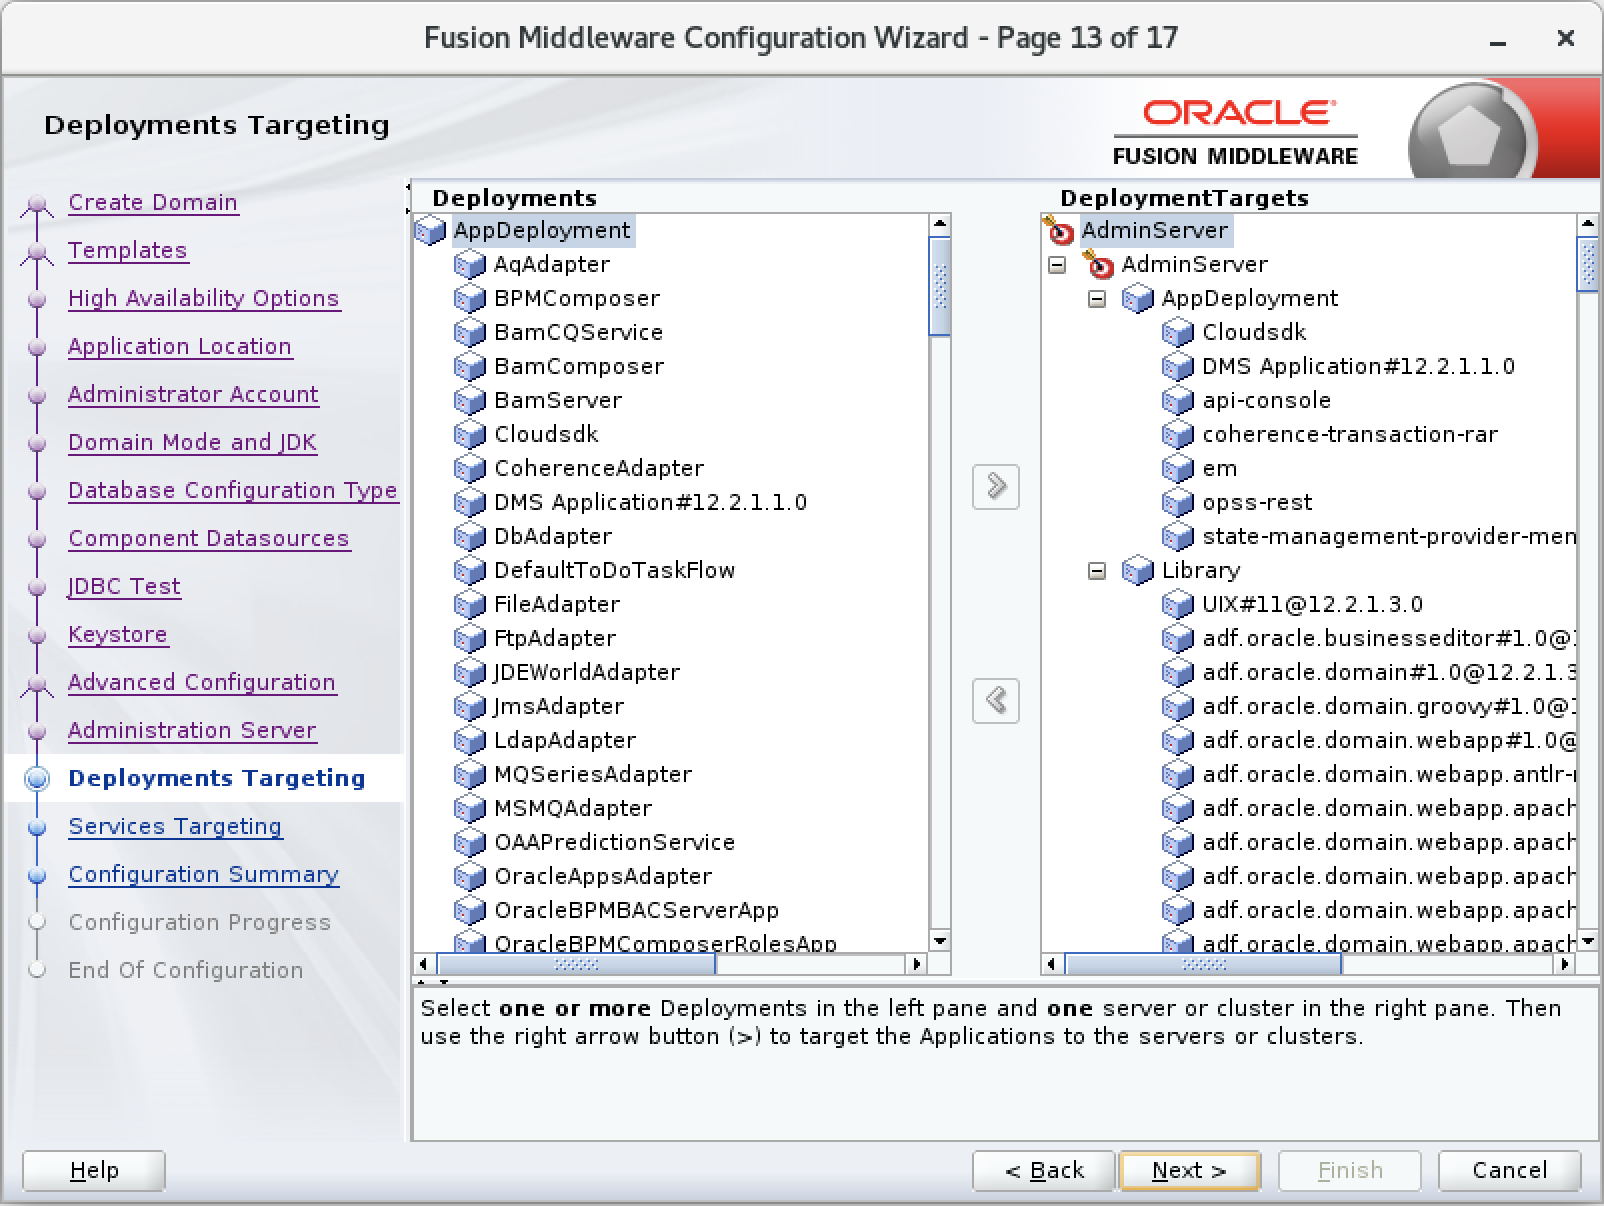 Fusion Middleware Configuration Wizard - Page 13 of 17
Deployments Targeting
ORACLE
FUSION MIDDLEWARE
Create Domain
Templates
High Availability Options
Application Location
Administrator Account
Domain Mode and JDK
Database Configuration Type
Component Datasources
JDBC Test
Keystore
Advanced Configuration
Administration Server
Deployments Targeting
Services Targeting
Configuration Summary
Configuration Progress
End Of Configuration
Deployments
AppDeployment
AqAdapter
BPMComposer
BamCQService
BamComposer
BamServer
Cloudsdk
CoherenceAdapter
DMS Application#12.2.1.1.0
DbAdapter
DefaultToDoTaskFlow
FileAdapter
FtpAdapter
JDEWorldAdapter
JmsAdapter
LdapAdapter
MQSeriesAdapter
MSMQAdapter
OAAPredictionService
OracleAppsAdapter
OracleBPMBACServerApp
OracleBPMComposerRolesApp
DeploymentTargets
AdminServer
AdminServer
AppDeployment
Cloudsdk
DMS Application#12.2.1.1.0
api-console
coherence-transaction-rar
em
opss-rest
state-management-provider-men
Library
UIX#11@12.2.1.3.0
adf.oracle.businesseditor#1.0@1
adf.oracle.domain#1.0@12.2.1.3
adf.oracle.domain.groovy#1.0@1
adf.oracle.domain.webapp#1.0@
adf.oracle.domain.webapp.antlr-
adf.oracle.domain.webapp.apach
adf.oracle.domain.webapp.apach
adf.oracle.domain.webapp.apach
adf.oracle.domain.webapp.apach
adf.oracle.domain.webapp.apach
Select one or more Deployments in the left pane and one server or cluster in the right pane. Then
use the right arrow button (>) to target the Applications to the servers or clusters.
Help
< Back
Next >
Finish
Cancel